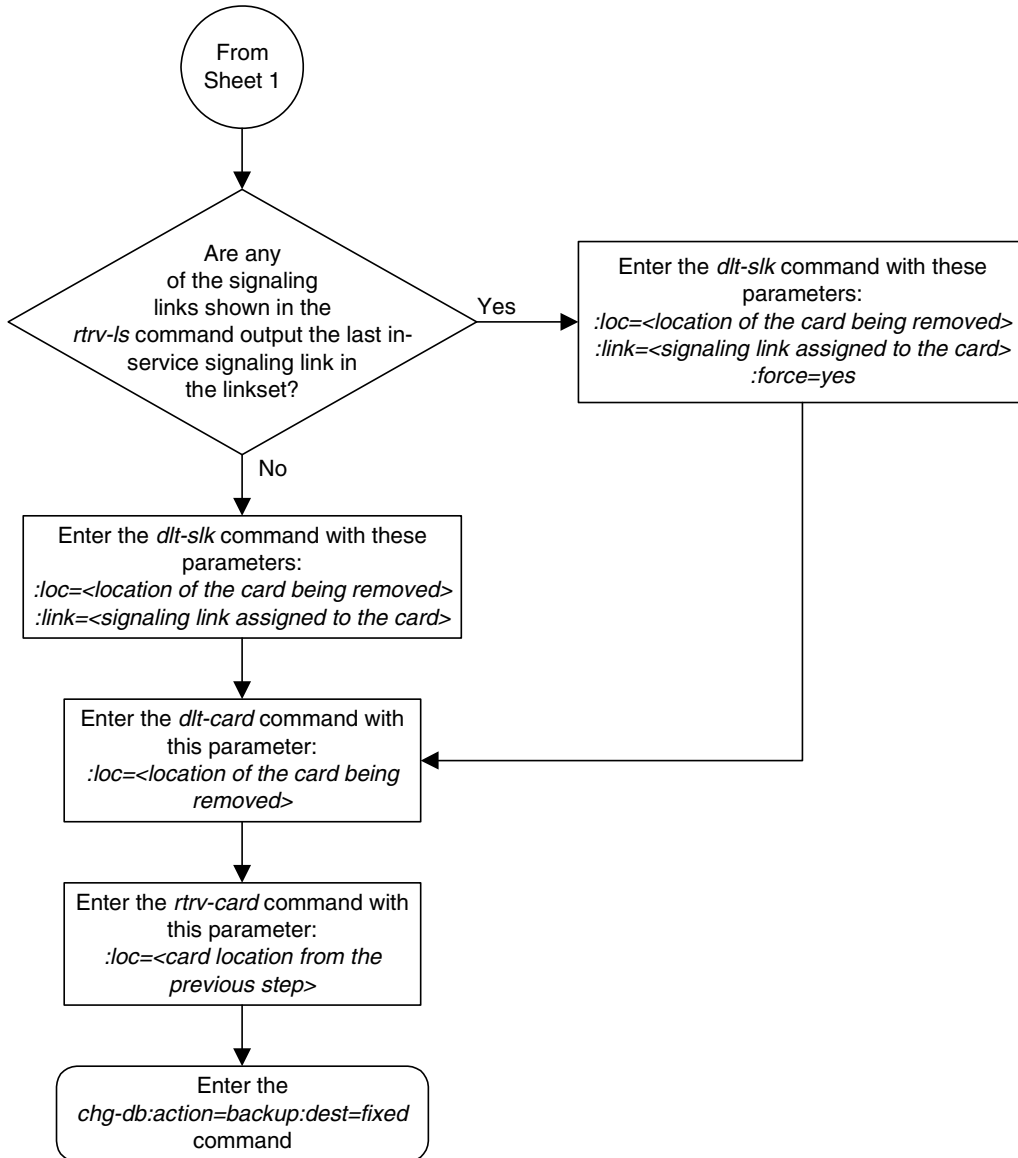 From
Sheet 1
Are any
of the signaling
links shown in the
rtrv-ls command output the last in-
service signaling link in
the linkset?
Yes
Enter the dlt-slk command with these
parameters:
:loc=<location of the card being removed>
:link=<signaling link assigned to the card>
:force=yes
No
Enter the dlt-slk command with these
parameters:
:loc=<location of the card being removed>
:link=<signaling link assigned to the card>
Enter the dlt-card command with
this parameter:
:loc=<location of the card being
removed>
Enter the rtrv-card command with
this parameter:
:loc=<card location from the
previous step>
Enter the
chg-db:action=backup:dest=fixed
command